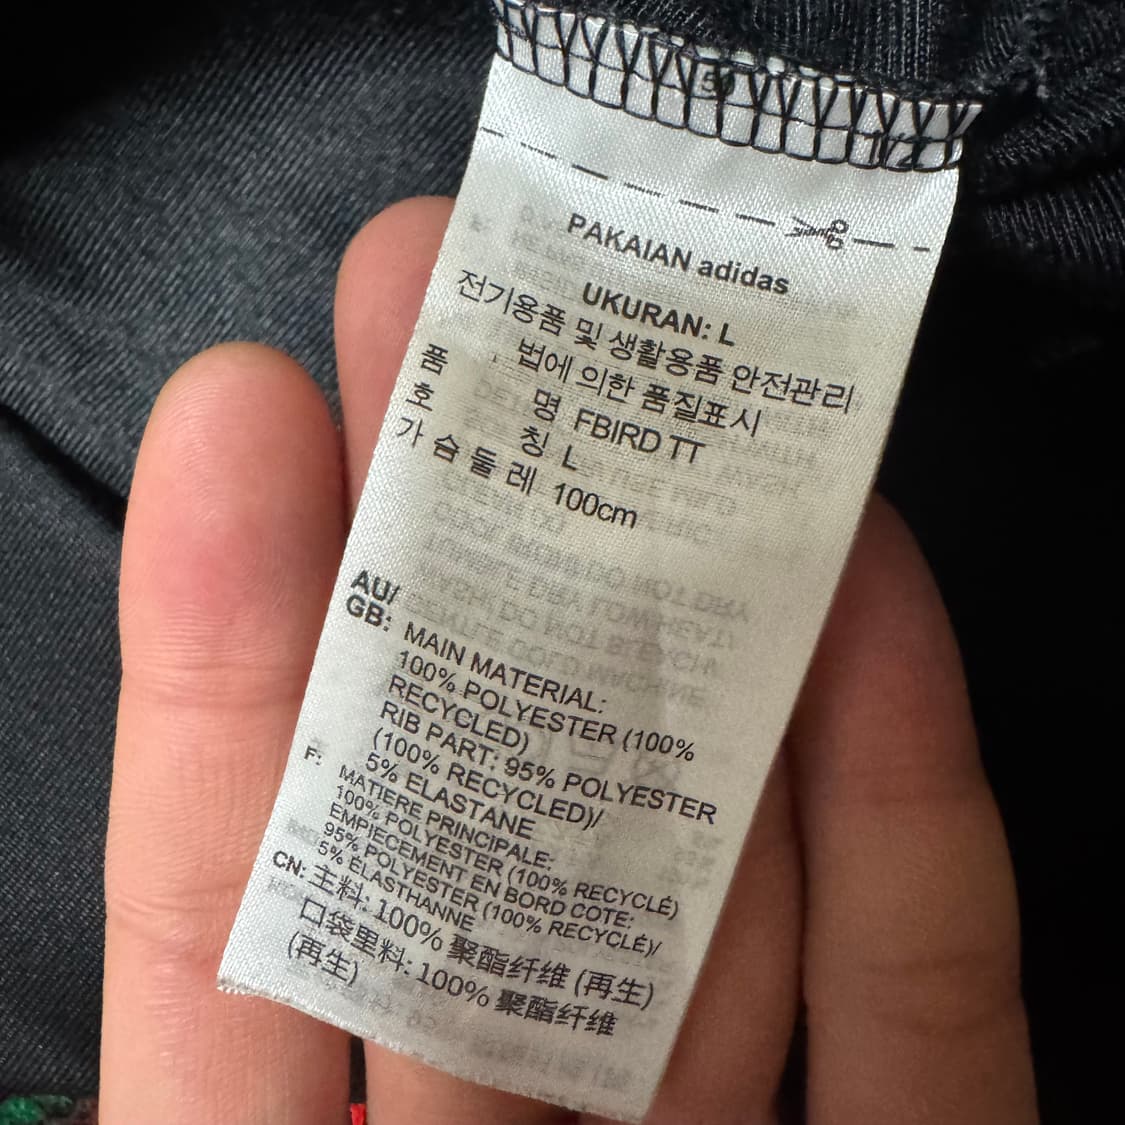 PAKAIAN adidas
UKURAN: L
전기용품 및 생활용품 안전관리
법에 의한 품질표시
품 명 FBIRD TT
호 칭 L
가 슴 둘 레 100cm
AU/
GB: MAIN MATERIAL:
100% POLYESTER (100%
RECYCLED)
RIB PART: 95% POLYESTER
(100% RECYCLED)/
5% ELASTANE
F: MATIERE PRINCIPALE:
100% POLYESTER (100% RECYCLÉ)
EMPIECEMENT EN BORD COTE:
95% POLYESTER (100% RECYCLÉ)/
5% ÉLASTHANNE
CN: 主料: 100% 聚酯纤维 (再生)
口袋里料: 100% 聚酯纤维
(再生)